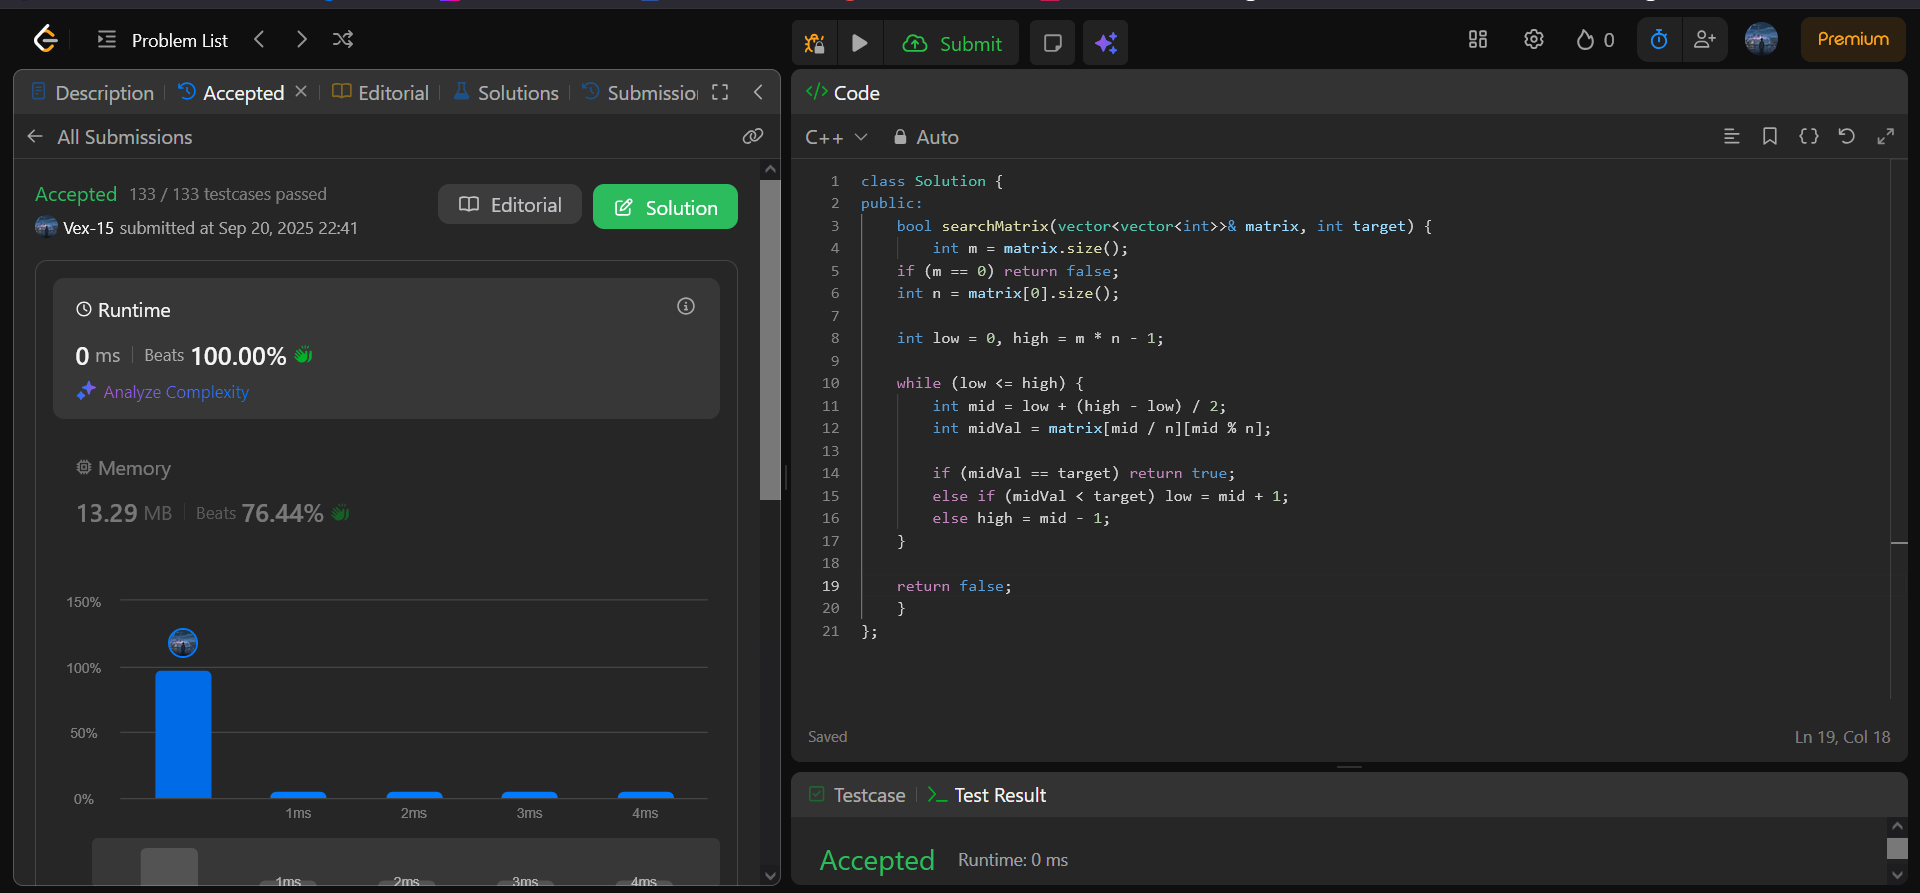 Problem List
Submit
0
Premium
Description
Accepted
Editorial
Solutions
Submissio
All Submissions
Accepted 133 / 133 testcases passed
Vex-15 submitted at Sep 20, 2025 22:41
Editorial
Solution
Runtime
0 ms Beats 100.00%
Analyze Complexity
Memory
13.29 MB Beats 76.44%
150%
100%
50%
0%
1ms 2ms 3ms 4ms
1ms 2ms 3ms 4ms
</> Code
C++ Auto
1 class Solution {
2 public:
3     bool searchMatrix(vector<vector<int>>& matrix, int target) {
4         int m = matrix.size();
5     if (m == 0) return false;
6     int n = matrix[0].size();
7
8     int low = 0, high = m * n - 1;
9
10     while (low <= high) {
11         int mid = low + (high - low) / 2;
12         int midVal = matrix[mid / n][mid % n];
13
14         if (midVal == target) return true;
15         else if (midVal < target) low = mid + 1;
16         else high = mid - 1;
17     }
18
19     return false;
20     }
21 };
Saved
Ln 19, Col 18
Testcase
Test Result
Accepted Runtime: 0 ms